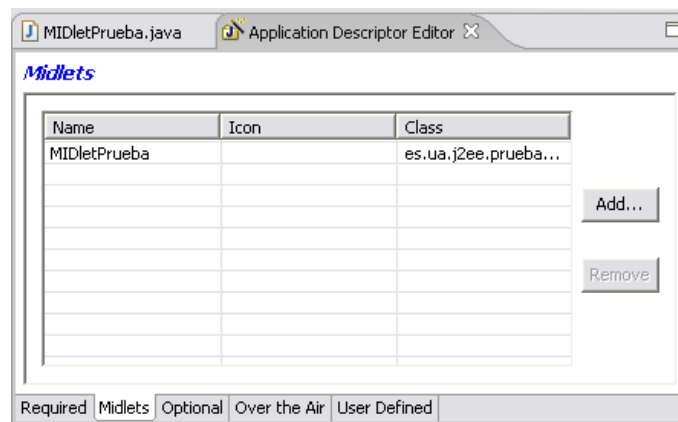 MIDletPrueba.java Application Descriptor Editor
Midlets
Name Icon Class
MIDletPrueba es.ua.j2ee.prueba...
Add...
Remove
Required Midlets Optional Over the Air User Defined